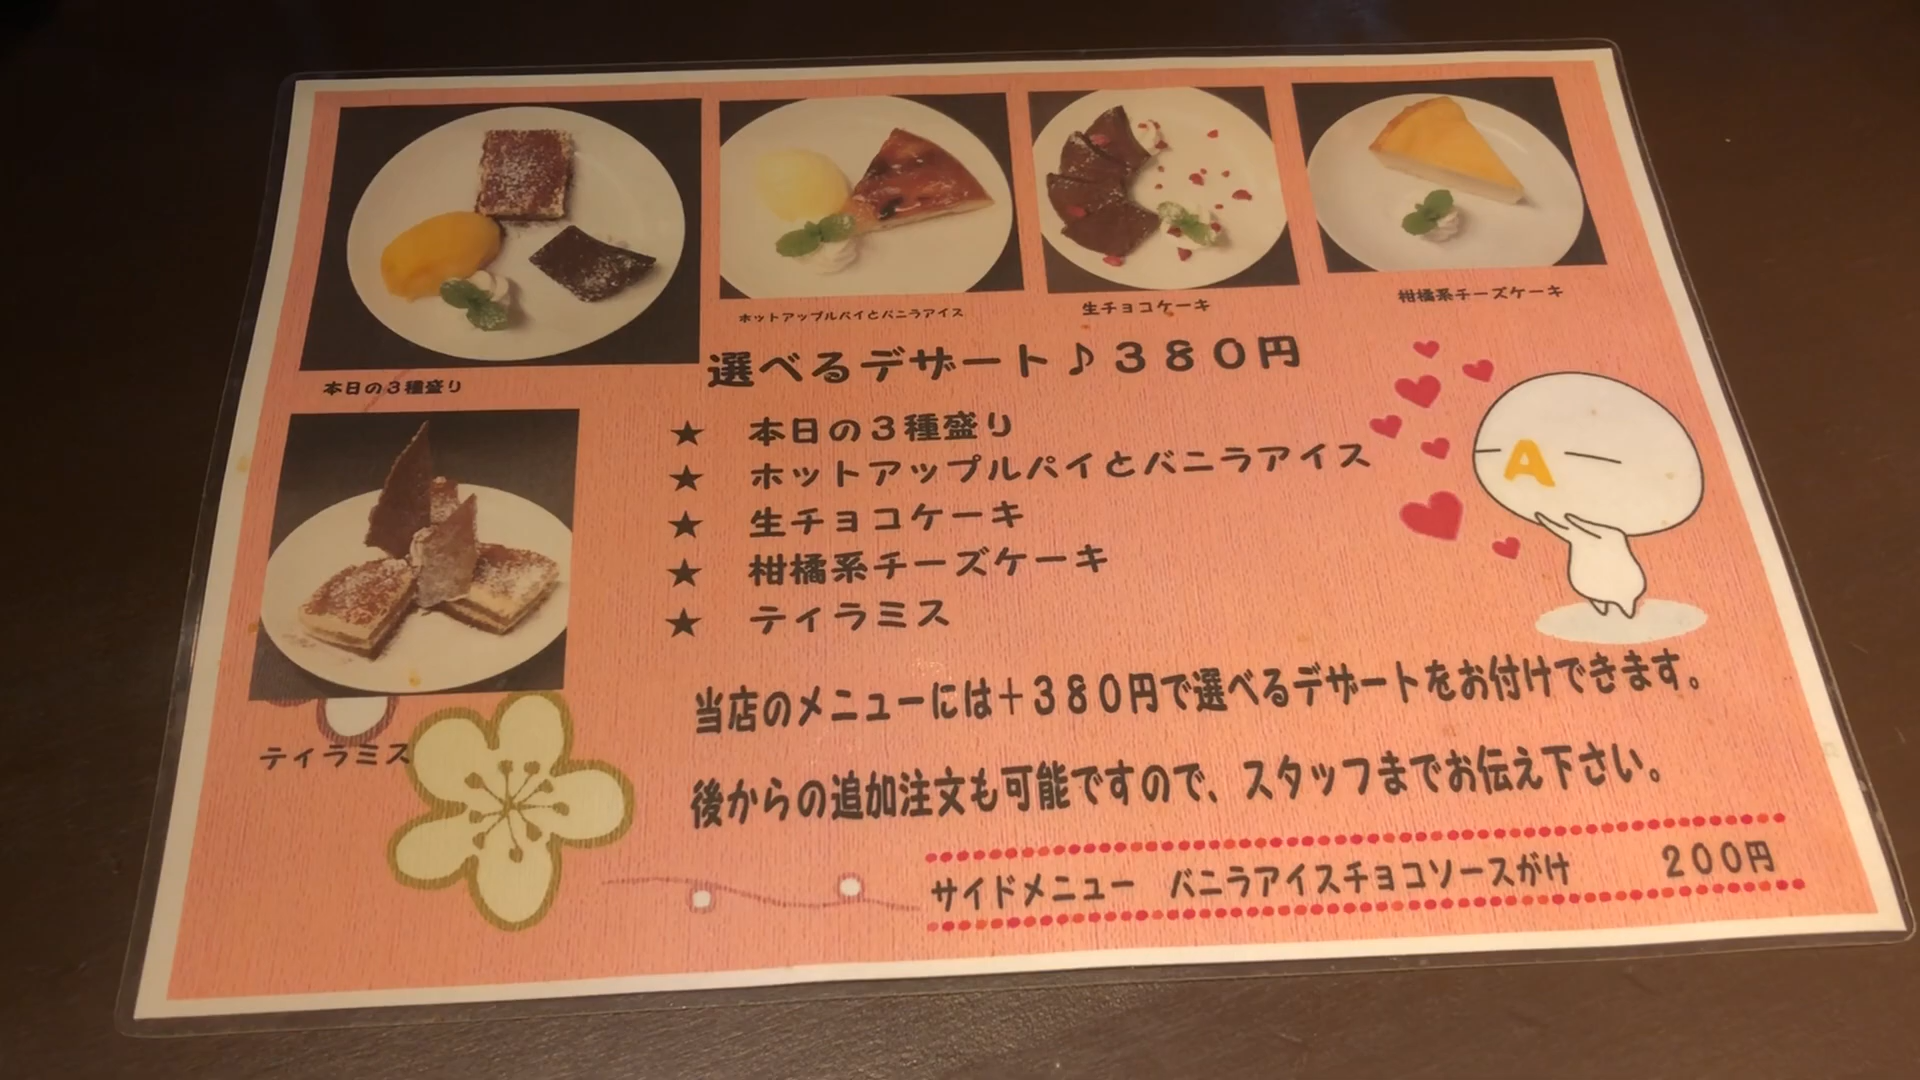 本日の3種盛り
ホットアップルパイとバニラアイス
生チョコケーキ
柑橘系チーズケーキ
選べるデザート♪３８０円
★ 本日の３種盛り
★ ホットアップルパイとバニラアイス
★ 生チョコケーキ
★ 柑橘系チーズケーキ
★ ティラミス
A
ティラミス
当店のメニューには＋３８０円で選べるデザートをお付けできます。
後からの追加注文も可能ですので、スタッフまでお伝え下さい。
サイドメニュー バニラアイスチョコソースがけ ２００円